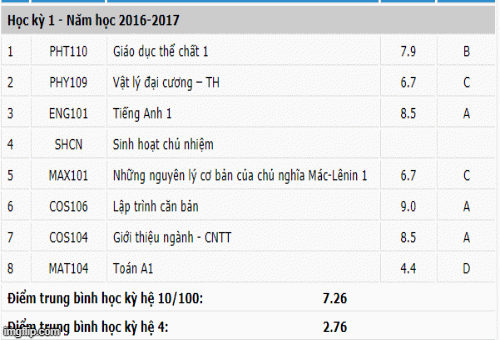 Học kỳ 1 - Năm học 2016-2017
1 PHT110 Giáo dục thể chất 1 7.9 B
2 PHY109 Vật lý đại cương – TH 6.7 C
3 ENG101 Tiếng Anh 1 8.5 A
4 SHCN Sinh hoạt chủ nhiệm
5 MAX101 Những nguyên lý cơ bản của chủ nghĩa Mác-Lênin 1 6.7 C
6 COS106 Lập trình căn bản 9.0 A
7 COS104 Giới thiệu ngành - CNTT 8.5 A
8 MAT104 Toán A1 4.4 D
Điểm trung bình học kỳ hệ 10/100: 7.26
Điểm trung bình học kỳ hệ 4: 2.76
imgflip.com